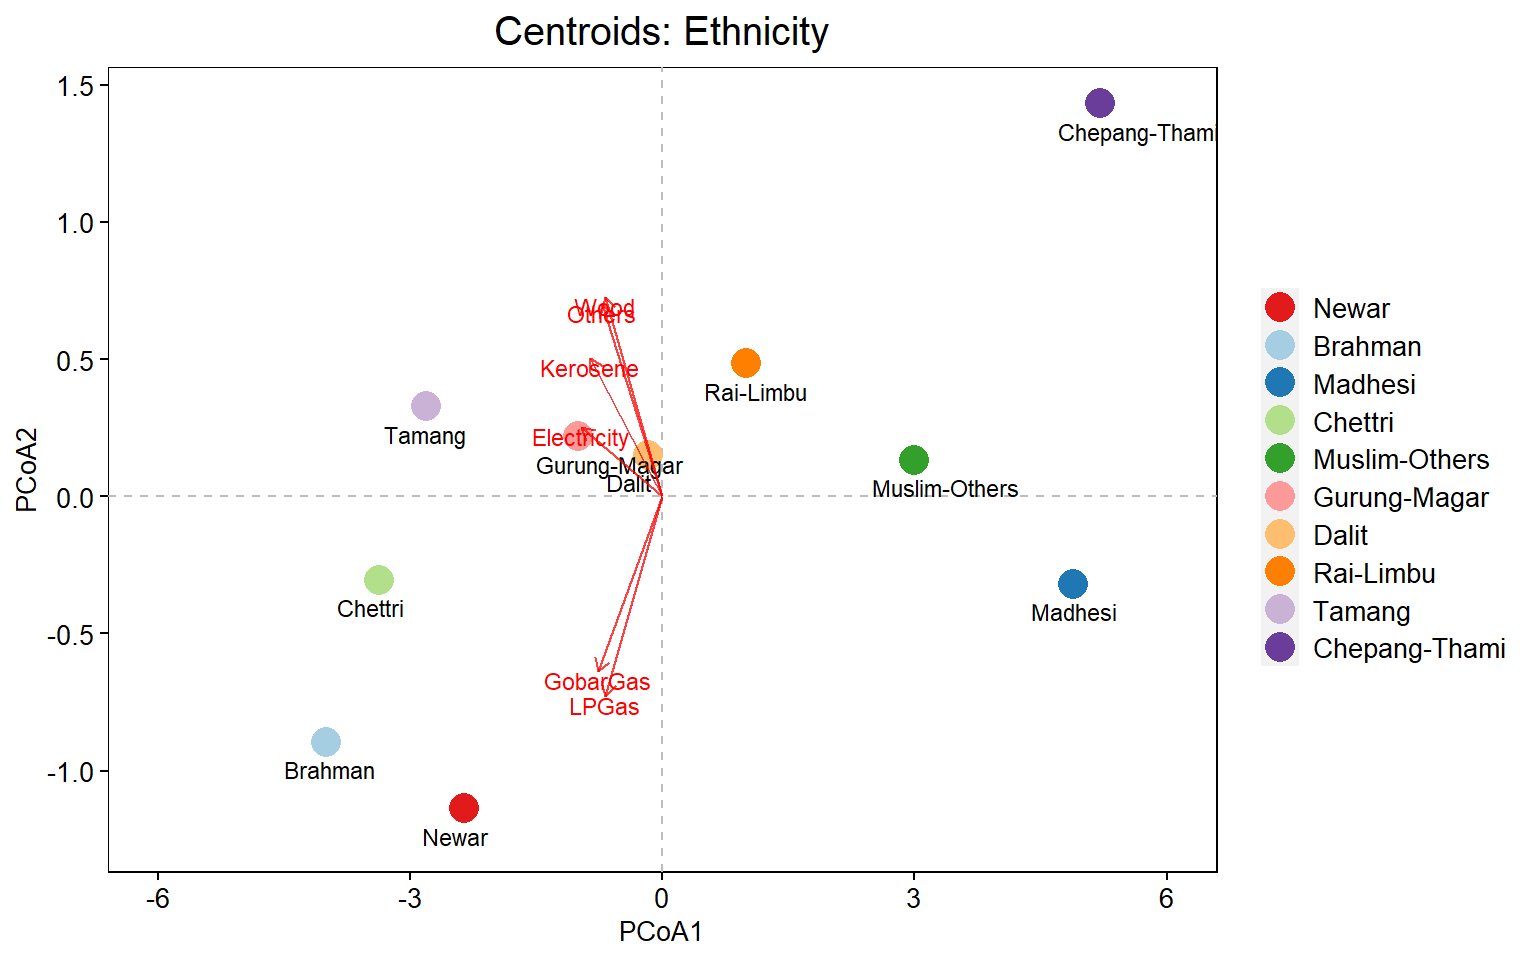 Centroids: Ethnicity
PCoA2
1.5
1.0
0.5
0.0
-0.5
-1.0
Chepang-Thami
Wood
Others
Kerosene
Rai-Limbu
Tamang
Electricity
Gurung-Magar
Dalit
Muslim-Others
Chettri
Madhesi
GobarGas
LPGas
Brahman
Newar
-6
-3
0
3
6
PCoA1
Newar
Brahman
Madhesi
Chettri
Muslim-Others
Gurung-Magar
Dalit
Rai-Limbu
Tamang
Chepang-Thami